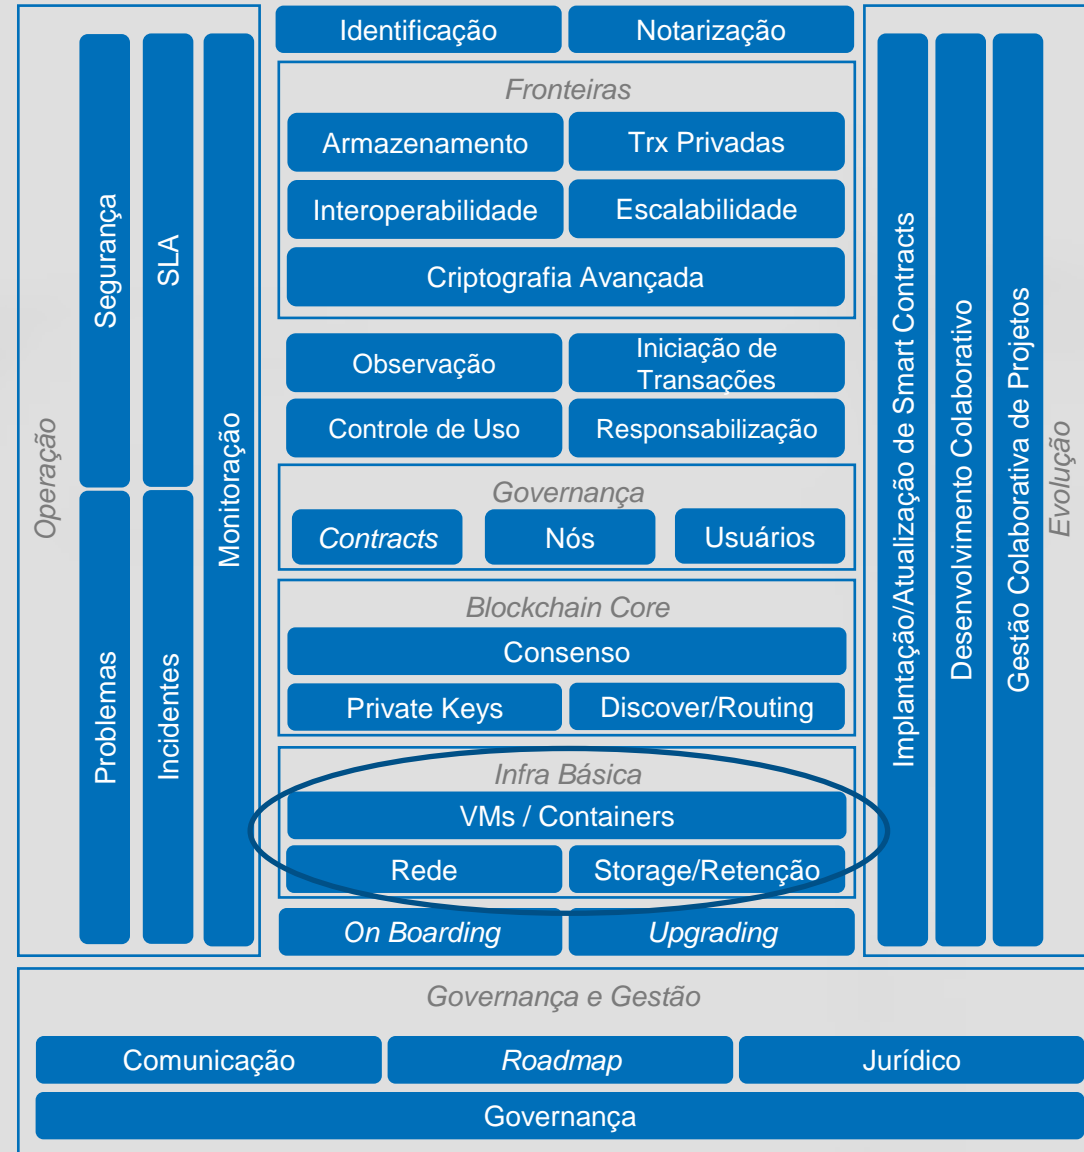 Operação
Segurança
SLA
Problemas
Incidentes
Monitoração
Identificação
Notarização
Fronteiras
Armazenamento
Trx Privadas
Interoperabilidade
Escalabilidade
Criptografia Avançada
Observação
Iniciação de
Transações
Controle de Uso
Responsabilização
Governança
Contracts
Nós
Usuários
Blockchain Core
Consenso
Private Keys
Discover/Routing
Infra Básica
VMs / Containers
Rede
Storage/Retenção
On Boarding
Upgrading
Implantação/Atualização de Smart Contracts
Desenvolvimento Colaborativo
Gestão Colaborativa de Projetos
Evolução
Governança e Gestão
Comunicação
Roadmap
Jurídico
Governança